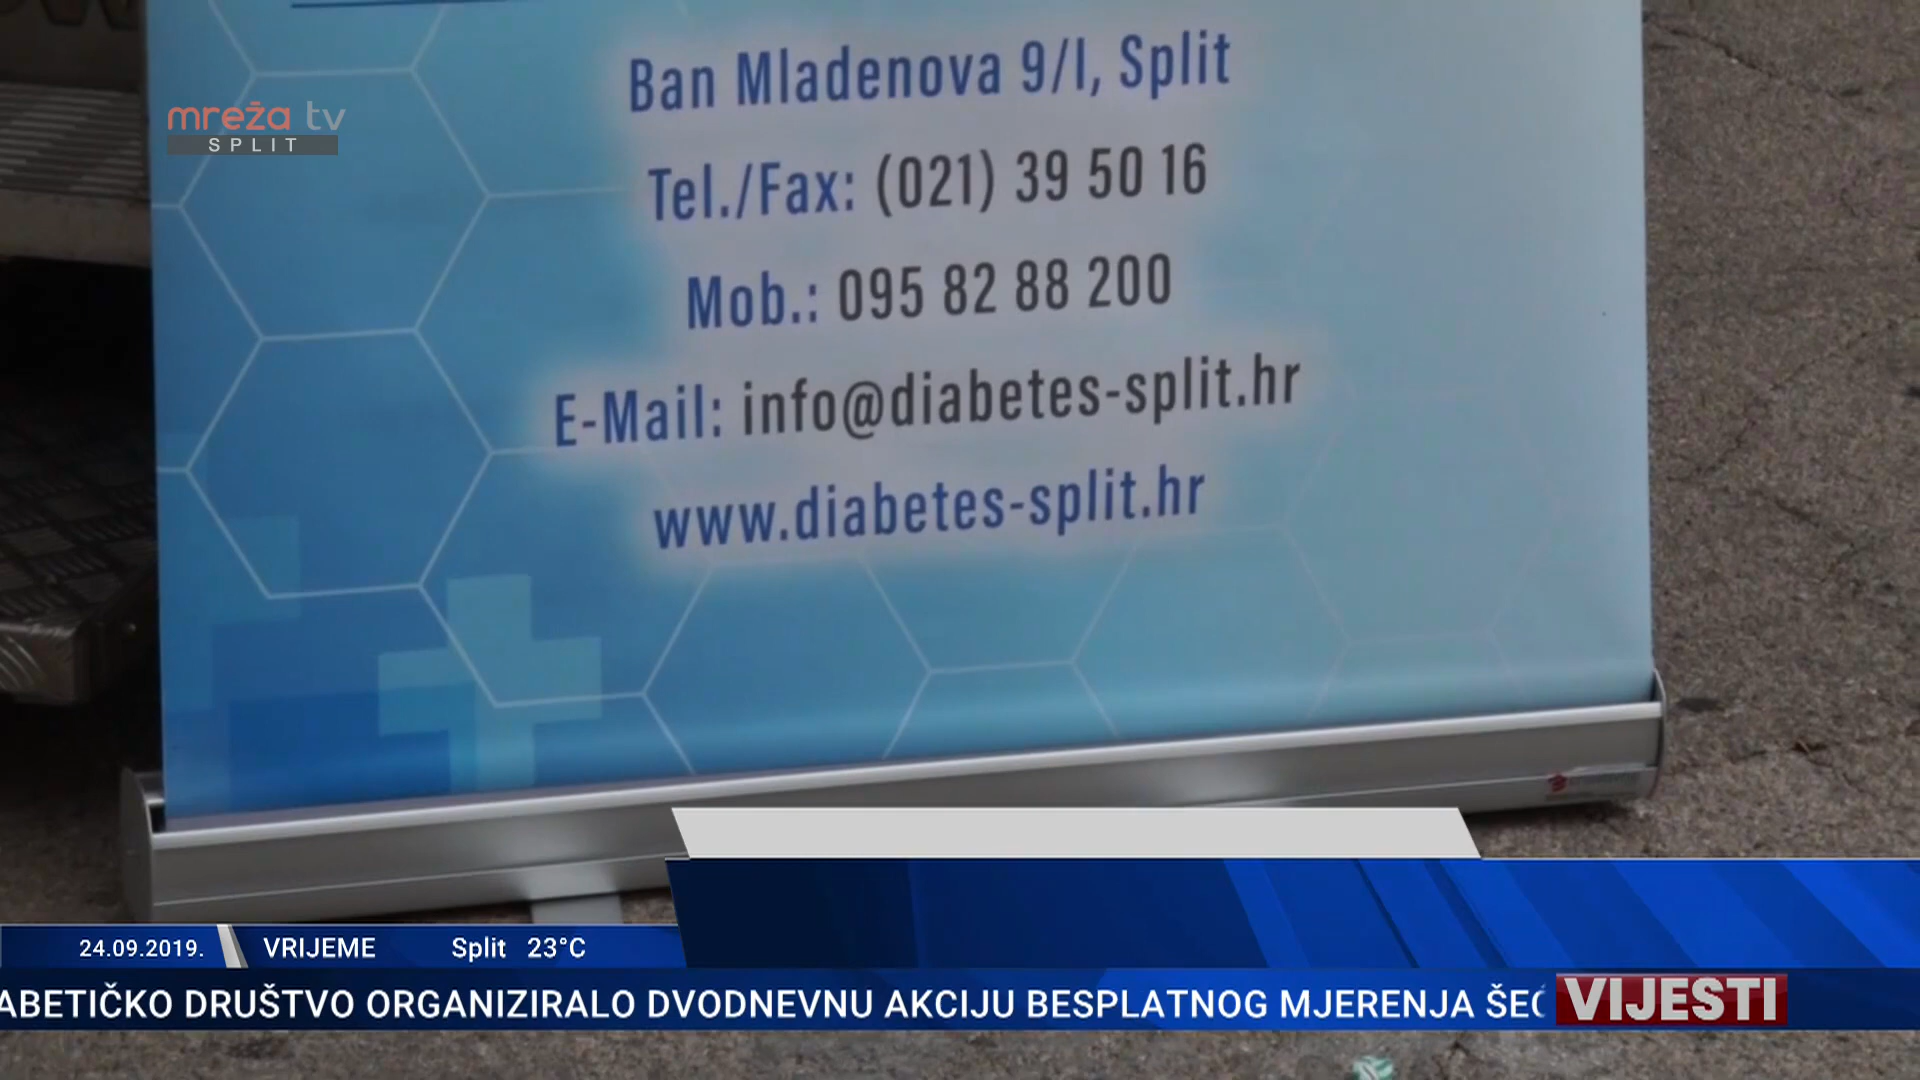 Ban Mladenova 9/I, Split
mreža tv
SPLIT
Tel./Fax: (021) 39 50 16
Mob.: 095 82 88 200
E-Mail: info@diabetes-split.hr
www.diabetes-split.hr
24.09.2019. VRIJEME Split 23°C
ABETIČKO DRUŠTVO ORGANIZIRALO DVODNEVNU AKCIJU BESPLATNOG MJERENJA ŠEĆ
VIJESTI